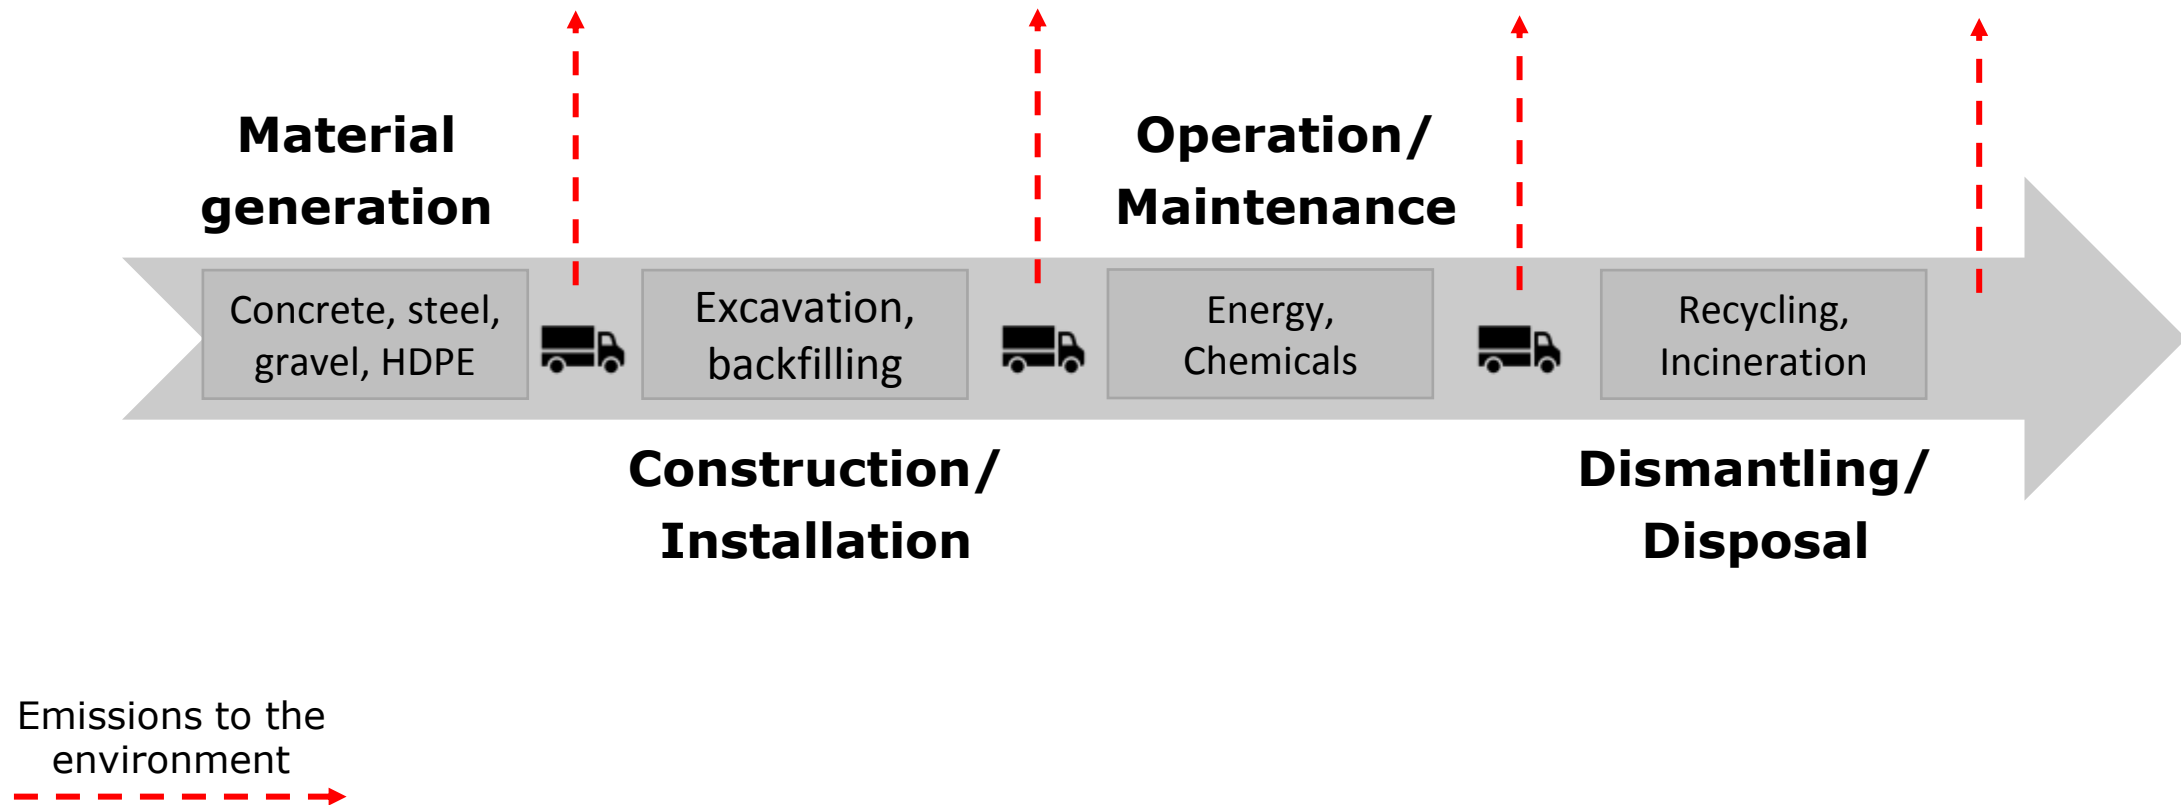 Material
generation
Operation/
Maintenance
Concrete, steel,
gravel, HDPE
Excavation,
backfilling
Energy,
Chemicals
Recycling,
Incineration
Construction/
Installation
Dismantling/
Disposal
Emissions to the
environment